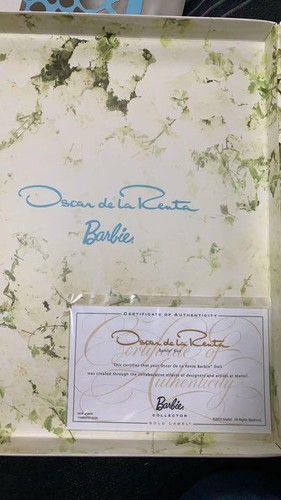 Oscar de la Renta
Barbie
CERTIFICATE OF AUTHENTICITY
Oscar de la Renta
Barbie® Doll
Certificate of
Authenticity
This certifies that your Oscar de la Renta Barbie® Doll
was created through the collaborative efforts of designers and artists at Mattel.
Barbie
COLLECTOR
GOLD LABEL®